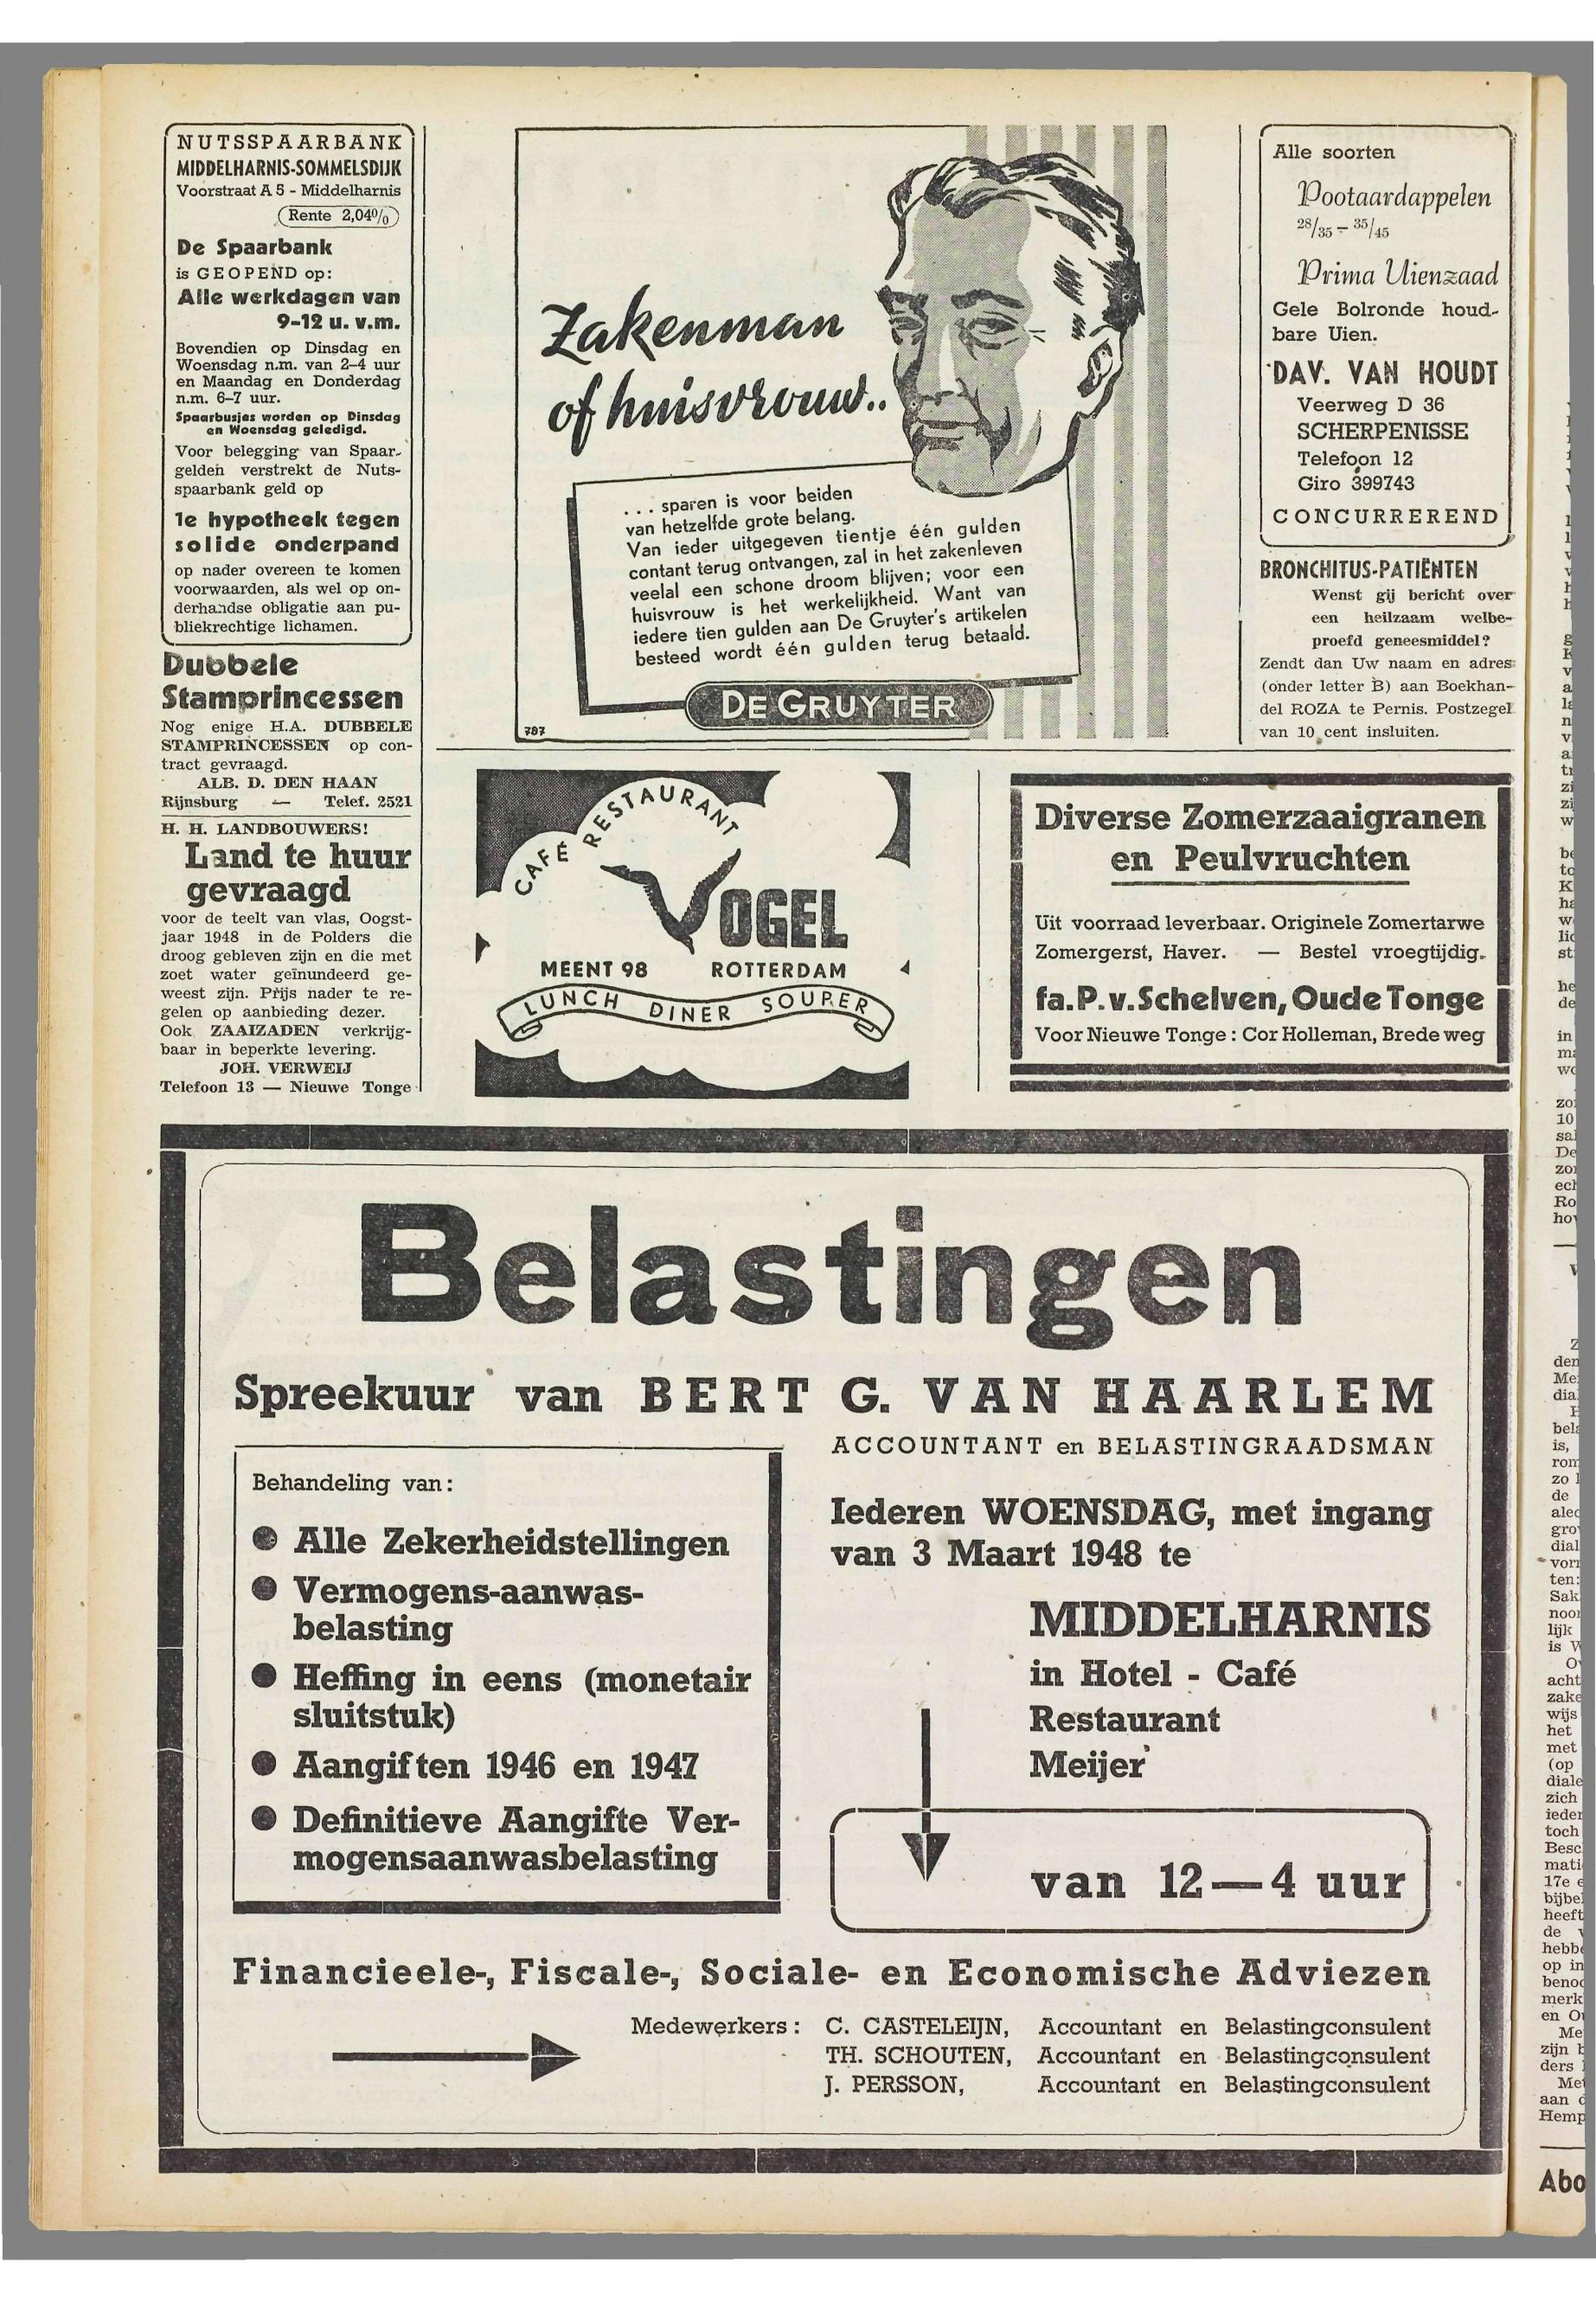 NUTSSPAARBANK
MIDDELHARNIS-SOMMELSDIJK
Voorstraat A 5 - Middelharnis
Rente 2,04%
De Spaarbank
is GEOPEND op:
Alle werkdagen van
9-12 u. v.m.
Bovendien op Dinsdag en
Woensdag n.m. van 2-4 uur
en Maandag en Donderdag
n.m. 6-7 uur.
Spaarbusjes worden op Dinsdag
en Woensdag geledigd.
Voor belegging van Spaar-
gelden verstrekt de Nuts-
spaarbank geld op
1e hypotheek tegen
solide onderpand
op nader overeen te komen
voorwaarden, als wel op on-
derhandse obligatie aan pu-
bliekrechtige lichamen.
Dubbele
Stamprincessen
Nog enige H.A. DUBBELE
STAMPRINCESSEN op con-
tract gevraagd.
ALB. D. DEN HAAN
Rijnsburg — Telef. 2521
H. H. LANDBOUWERS!
Land te huur
gevraagd
voor de teelt van vlas, Oogst-
jaar 1948 in de Polders die
droog gebleven zijn en die met
zoet water geïnundeerd ge-
weest zijn. Prijs nader te re-
gelen op aanbieding dezer.
Ook ZAAIZADEN verkrijg-
baar in beperkte levering.
JOH. VERWEIJ
Telefoon 13 — Nieuwe Tonge
Zakenman
of huisvrouw..
... sparen is voor beiden
van hetzelfde grote belang.
Van ieder uitgegeven tientje één gulden
contant terug ontvangen, zal in het zakenleven
veelal een schone droom blijven; voor een
huisvrouw is het werkelijkheid. Want van
iedere tien gulden aan De Gruyter's artikelen
besteed wordt één gulden terug betaald.
DE GRUYTER
787
Alle soorten
Pootaardappelen
28/35 - 35/45
Prima Uienzaad
Gele Bolronde houd-
bare Uien.
DAV. VAN HOUDT
Veerweg D 36
SCHERPENISSE
Telefoon 12
Giro 399743
CONCURREREND
BRONCHITUS-PATIËNTEN
Wenst gij bericht over
een heilzaam welbe-
proefd geneesmiddel?
Zendt dan Uw naam en adres
(onder letter B) aan Boekhan-
del ROZA te Pernis. Postzegel
van 10 cent insluiten.
CAFÉ RESTAURANT
VOGEL
MEENT 98 ROTTERDAM
LUNCH DINER SOUPER
Diverse Zomerzaaigranen
en Peulvruchten
Uit voorraad leverbaar. Originele Zomertarwe
Zomergerst, Haver. — Bestel vroegtijdig.
fa. P. v. Schelven, Oude Tonge
Voor Nieuwe Tonge: Cor Holleman, Bredeweg
Belastingen
Spreekuur van BERT G. VAN HAARLEM
ACCOUNTANT en BELASTINGRAADSMAN
Behandeling van:
● Alle Zekerheidstellingen
● Vermogens-aanwas-
belasting
● Heffing in eens (monetair
sluitstuk)
● Aangiften 1946 en 1947
● Definitieve Aangifte Ver-
mogensaanwasbelasting
Iederen WOENSDAG, met ingang
van 3 Maart 1948 te
MIDDELHARNIS
in Hotel - Café
Restaurant
Meijer
van 12—4 uur
Financieele-, Fiscale-, Sociale- en Economische Adviezen
Medewerkers: C. CASTELEIJN, Accountant en Belastingconsulent
TH. SCHOUTEN, Accountant en Belastingconsulent
J. PERSSON, Accountant en Belastingconsulent